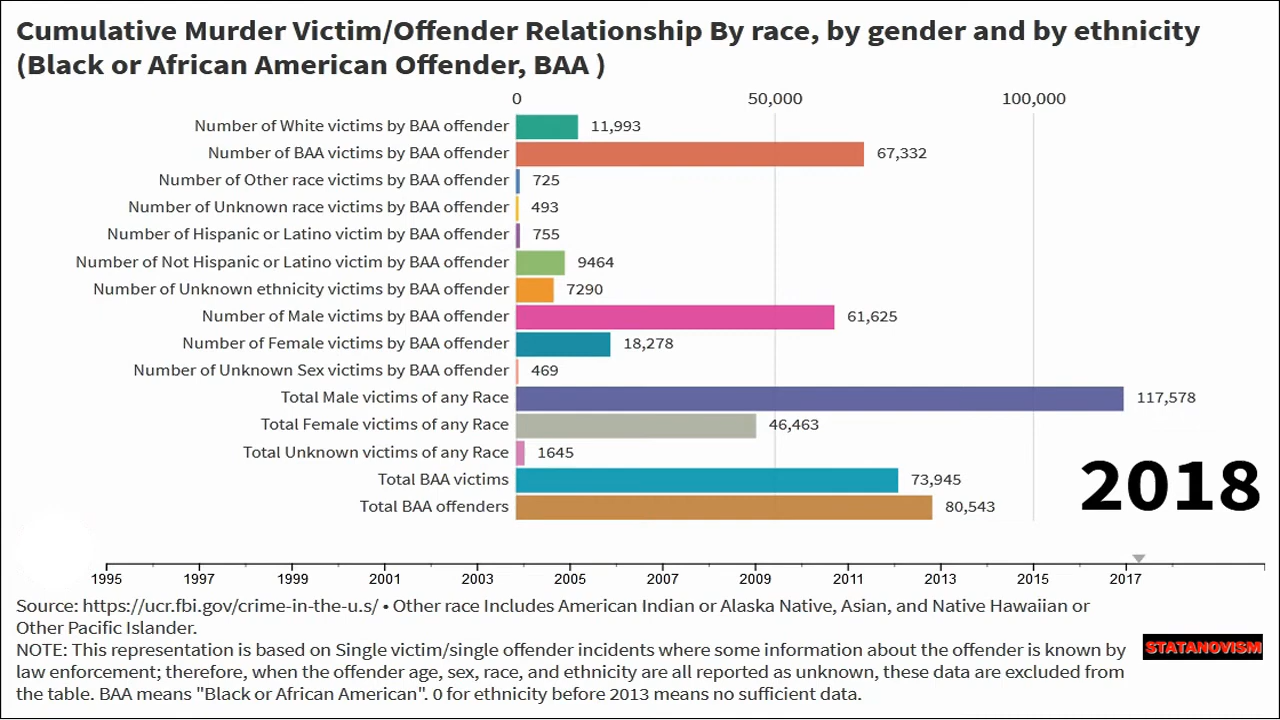 Cumulative Murder Victim/Offender Relationship By race, by gender and by ethnicity
(Black or African American Offender, BAA )
0 50,000 100,000
Number of White victims by BAA offender 11,993
Number of BAA victims by BAA offender 67,332
Number of Other race victims by BAA offender 725
Number of Unknown race victims by BAA offender 493
Number of Hispanic or Latino victim by BAA offender 755
Number of Not Hispanic or Latino victim by BAA offender 9464
Number of Unknown ethnicity victims by BAA offender 7290
Number of Male victims by BAA offender 61,625
Number of Female victims by BAA offender 18,278
Number of Unknown Sex victims by BAA offender 469
Total Male victims of any Race 117,578
Total Female victims of any Race 46,463
Total Unknown victims of any Race 1645
Total BAA victims 73,945
Total BAA offenders 80,543
2018
1995 1997 1999 2001 2003 2005 2007 2009 2011 2013 2015 2017
Source: https://ucr.fbi.gov/crime-in-the-u.s/ • Other race Includes American Indian or Alaska Native, Asian, and Native Hawaiian or
Other Pacific Islander.
NOTE: This representation is based on Single victim/single offender incidents where some information about the offender is known by
law enforcement; therefore, when the offender age, sex, race, and ethnicity are all reported as unknown, these data are excluded from
the table. BAA means "Black or African American". 0 for ethnicity before 2013 means no sufficient data.
STATANOVISM